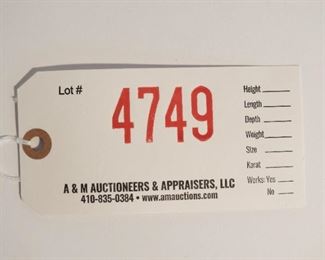 Lot #
4749
Height
Length
Depth
Weight
Size
Karat
Works: Yes
No
A & M AUCTIONEERS & APPRAISERS, LLC
410-835-0384 • www.amauctions.com